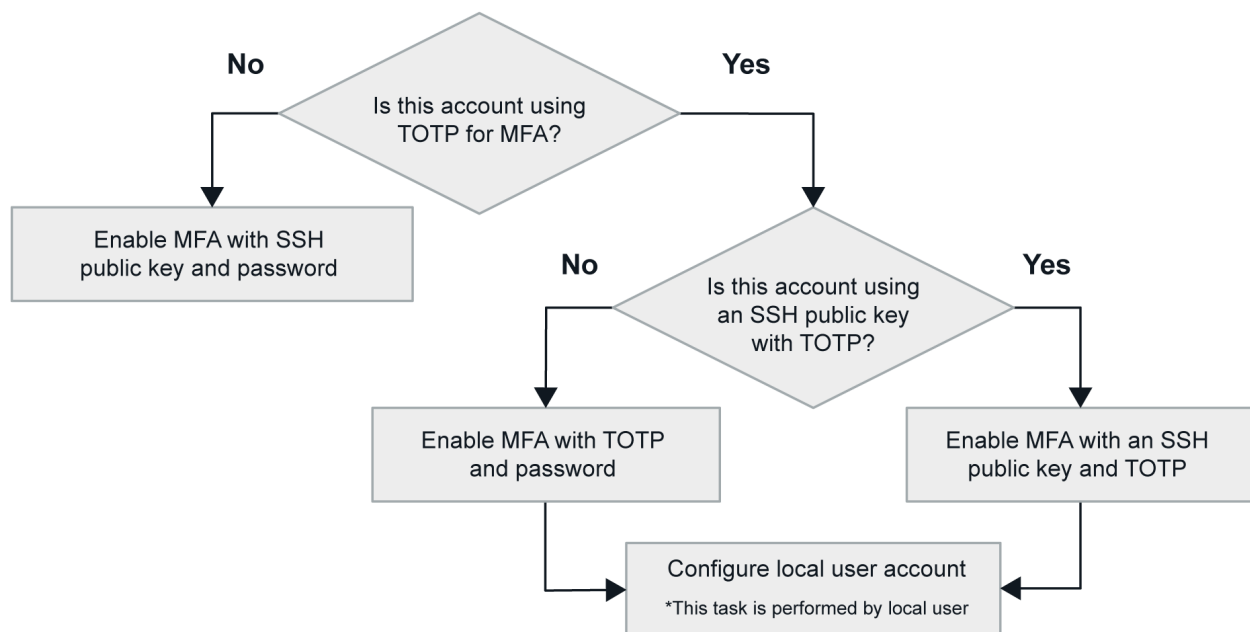 No
Yes
Is this account using
TOTP for MFA?
Enable MFA with SSH
public key and password
No
Yes
Is this account using
an SSH public key
with TOTP?
Enable MFA with TOTP
and password
Enable MFA with an SSH
public key and TOTP
Configure local user account
*This task is performed by local user